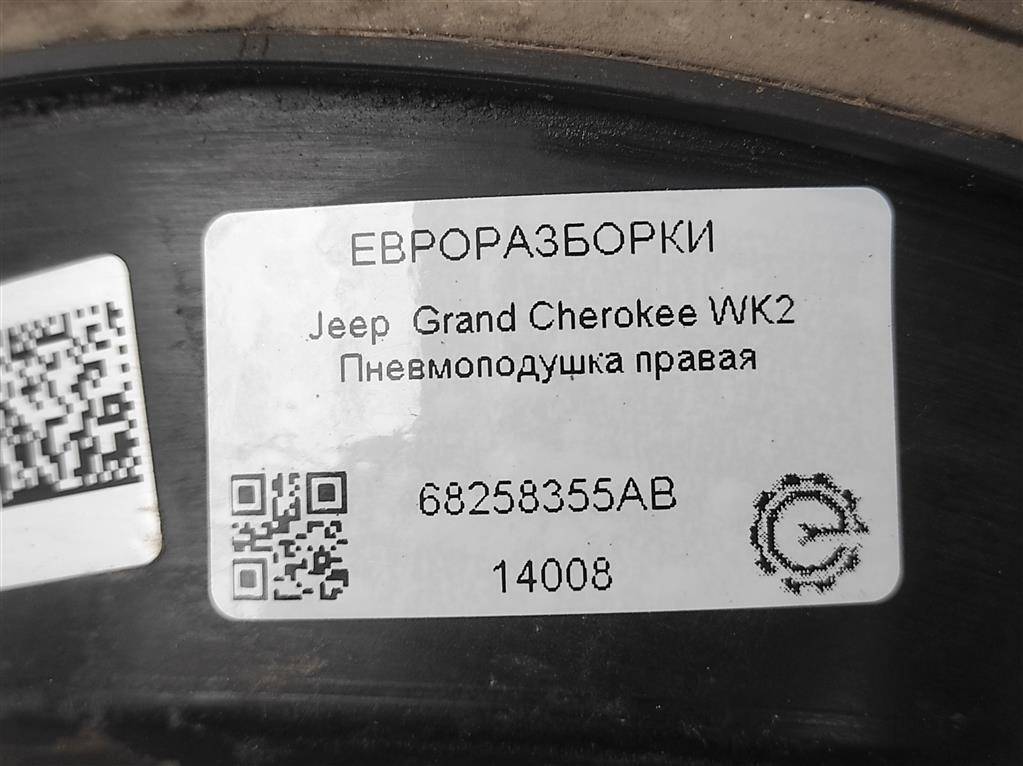 ЕВРОРАЗБОРКИ
Jeep Grand Cherokee WK2
Пневмоподушка правая
68258355AB
14008